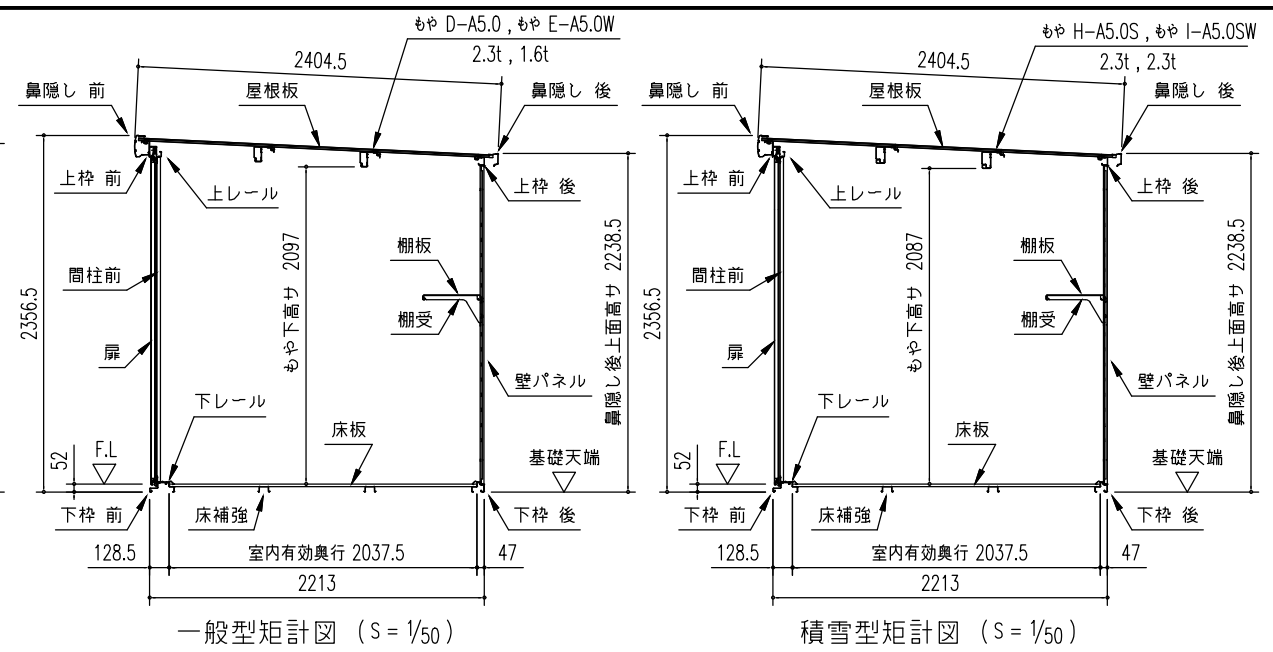 もや D-A5.0 , もや E-A5.0W
2.3t , 1.6t
2404.5
鼻隠し 前
屋根板
鼻隠し 後
上枠 前
上レール
上枠 後
もや下高サ 2097
棚板
棚受
間柱前
2356.5
扉
壁パネル
鼻隠し後上面高サ 2238.5
下レール
床板
F.L
52
基礎天端
下枠 前
床補強
下枠 後
128.5
室内有効奥行 2037.5
47
2213
一般型矩計図 (S = 1/50)
もや H-A5.0S , もや I-A5.0SW
2.3t , 2.3t
2404.5
鼻隠し 前
屋根板
鼻隠し 後
上枠 前
上レール
上枠 後
もや下高サ 2087
棚板
棚受
間柱前
2356.5
扉
壁パネル
鼻隠し後上面高サ 2238.5
下レール
床板
F.L
52
基礎天端
下枠 前
床補強
下枠 後
128.5
室内有効奥行 2037.5
47
2213
積雪型矩計図 (S = 1/50)